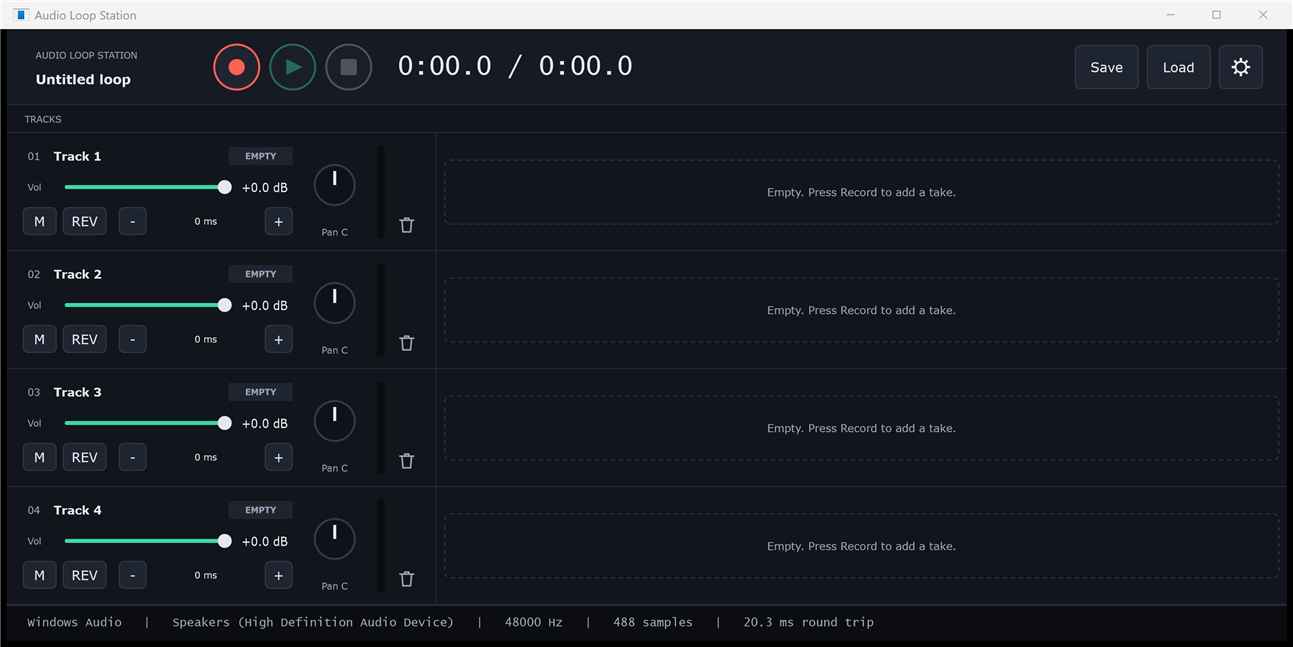 Audio Loop Station
AUDIO LOOP STATION
Untitled loop
0:00.0 / 0:00.0
Save
Load
TRACKS
01 Track 1 EMPTY
Vol +0.0 dB
M REV - 0 ms +
Pan C
Empty. Press Record to add a take.
02 Track 2 EMPTY
Vol +0.0 dB
M REV - 0 ms +
Pan C
Empty. Press Record to add a take.
03 Track 3 EMPTY
Vol +0.0 dB
M REV - 0 ms +
Pan C
Empty. Press Record to add a take.
04 Track 4 EMPTY
Vol +0.0 dB
M REV - 0 ms +
Pan C
Empty. Press Record to add a take.
Windows Audio | Speakers (High Definition Audio Device) | 48000 Hz | 488 samples | 20.3 ms round trip